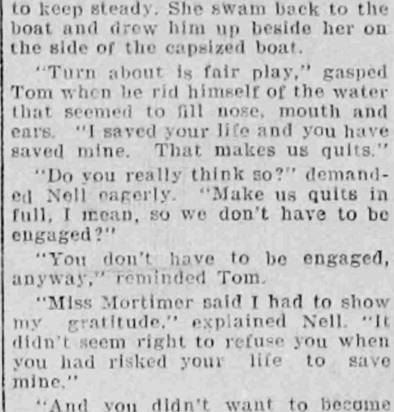 to keep steady. She swam back to the
boat and drew him up beside her on
the side of the capsized boat.
"Turn about is fair play," gasped
Tom when he rid himself of the water
that seemed to fill nose, mouth and
ears. "I saved your life and you have
saved mine. That makes us quits."
"Do you really think so?" demand-
ed Nell eagerly. "Make us quits in
full, I mean, so we don't have to be
engaged?"
"You don't have to be engaged,
anyway," reminded Tom.
"Miss Mortimer said I had to show
my gratitude," explained Nell. "It
didn't seem right to refuse you when
you had risked your life to save
mine."
"And you didn't want to become